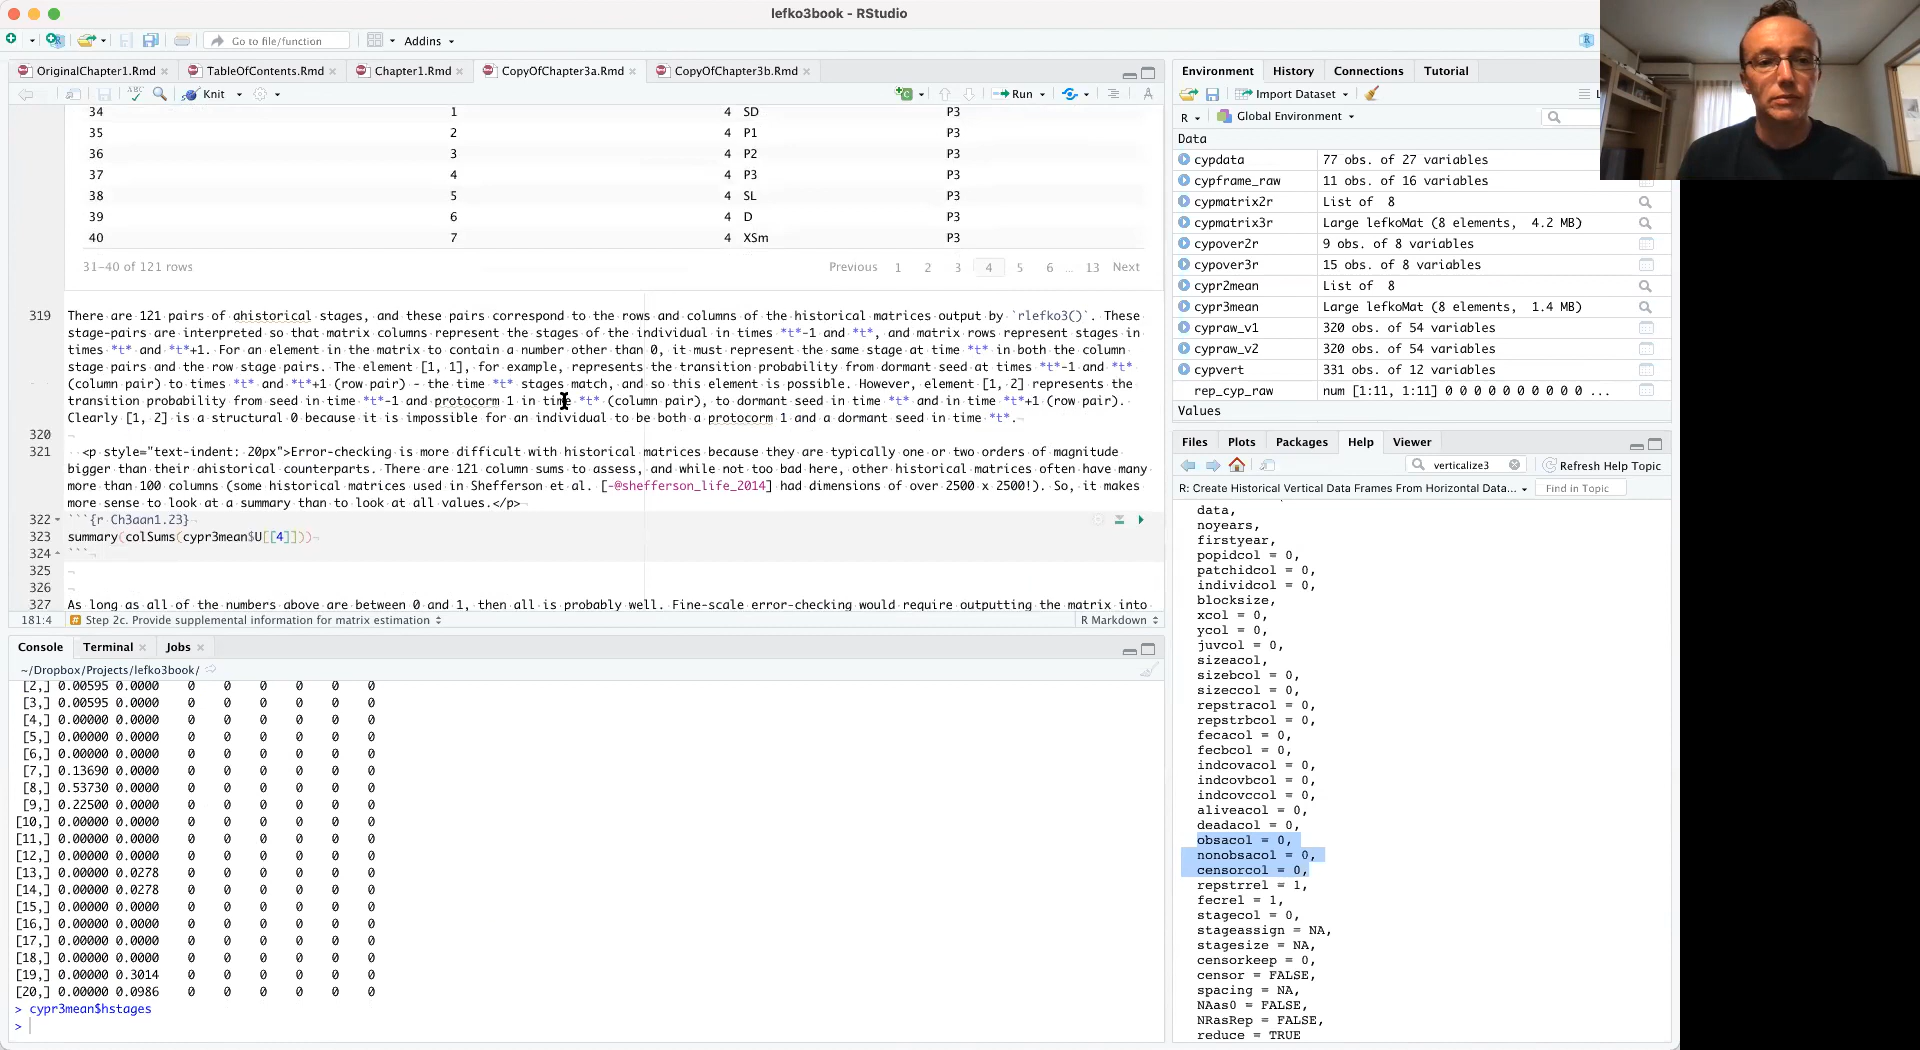 lefko3book - RStudio
Go to file/function
Addins
OriginalChapter1.Rmd
TableOfContents.Rmd
Chapter1.Rmd
CopyOfChapter3a.Rmd
CopyOfChapter3b.Rmd
ABC
Knit
Run
34 1 4 SD P3
35 2 4 P1 P3
36 3 4 P2 P3
37 4 4 P3 P3
38 5 4 SL P3
39 6 4 D P3
40 7 4 XSm P3
31-40 of 121 rows
Previous 1 2 3 4 5 6 ... 13 Next
319 There are 121 pairs of ahistorical stages, and these pairs correspond to the rows and columns of the historical matrices output by `rlefko3()`. These
stage-pairs are interpreted so that matrix columns represent the stages of the individual in times *t*-1 and *t*, and matrix rows represent stages in
times *t* and *t*+1. For an element in the matrix to contain a number other than 0, it must represent the same stage at time *t* in both the column
stage pairs and the row stage pairs. The element [1, 1], for example, represents the transition probability from dormant seed at times *t*-1 and *t*
(column pair) to times *t* and *t*+1 (row pair) - the time *t* stages match, and so this element is possible. However, element [1, 2] represents the
transition probability from seed in time *t*-1 and protocorm 1 in time *t* (column pair), to dormant seed in time *t* and in time *t*+1 (row pair).
Clearly [1, 2] is a structural 0 because it is impossible for an individual to be both a protocorm 1 and a dormant seed in time *t*.
320
321 <p style="text-indent: 20px">Error-checking is more difficult with historical matrices because they are typically one or two orders of magnitude
bigger than their ahistorical counterparts. There are 121 column sums to assess, and while not too bad here, other historical matrices often have many
more than 100 columns (some historical matrices used in Shefferson et al. [-@shefferson_life_2014] had dimensions of over 2500 x 2500!). So, it makes
more sense to look at a summary than to look at all values.</p>
322 ```{r Ch3aan1.23}
323 summary(colSums(cypr3mean$U[[4]]))
324 ```
325
326
327 As long as all of the numbers above are between 0 and 1, then all is probably well. Fine-scale error-checking would require outputting the matrix into
181:4 Step 2c. Provide supplemental information for matrix estimation
R Markdown
Console
Terminal
Jobs
~/Dropbox/Projects/lefko3book/
[2,] 0.00595 0.0000 0 0 0 0 0 0
[3,] 0.00595 0.0000 0 0 0 0 0 0
[4,] 0.00000 0.0000 0 0 0 0 0 0
[5,] 0.00000 0.0000 0 0 0 0 0 0
[6,] 0.00000 0.0000 0 0 0 0 0 0
[7,] 0.13690 0.0000 0 0 0 0 0 0
[8,] 0.53730 0.0000 0 0 0 0 0 0
[9,] 0.22500 0.0000 0 0 0 0 0 0
[10,] 0.00000 0.0000 0 0 0 0 0 0
[11,] 0.00000 0.0000 0 0 0 0 0 0
[12,] 0.00000 0.0000 0 0 0 0 0 0
[13,] 0.00000 0.0278 0 0 0 0 0 0
[14,] 0.00000 0.0278 0 0 0 0 0 0
[15,] 0.00000 0.0000 0 0 0 0 0 0
[16,] 0.00000 0.0000 0 0 0 0 0 0
[17,] 0.00000 0.0000 0 0 0 0 0 0
[18,] 0.00000 0.0000 0 0 0 0 0 0
[19,] 0.00000 0.3014 0 0 0 0 0 0
[20,] 0.00000 0.0986 0 0 0 0 0 0
> cypr3mean$hstages
>
Environment
History
Connections
Tutorial
Import Dataset
R
Global Environment
Data
cypdata 77 obs. of 27 variables
cypframe_raw 11 obs. of 16 variables
cypmatrix2r List of 8
cypmatrix3r Large lefkoMat (8 elements, 4.2 MB)
cypover2r 9 obs. of 8 variables
cypover3r 15 obs. of 8 variables
cypr2mean List of 8
cypr3mean Large lefkoMat (8 elements, 1.4 MB)
cypraw_v1 320 obs. of 54 variables
cypraw_v2 320 obs. of 54 variables
cypvert 331 obs. of 12 variables
rep_cyp_raw num [1:11, 1:11] 0 0 0 0 0 0 0 0 0 ...
Values
Files
Plots
Packages
Help
Viewer
verticalize3
Refresh Help Topic
R: Create Historical Vertical Data Frames From Horizontal Data...
Find in Topic
data,
noyears,
firstyear,
popidcol = 0,
patchidcol = 0,
individcol = 0,
blocksize,
xcol = 0,
ycol = 0,
juvcol = 0,
sizeacol,
sizebcol = 0,
sizeccol = 0,
repstracol = 0,
repstrbcol = 0,
fecacol = 0,
fecbcol = 0,
indcovacol = 0,
indcovbcol = 0,
indcovccol = 0,
aliveacol = 0,
deadacol = 0,
obsacol = 0,
nonobsacol = 0,
censorcol = 0,
repstrrel = 1,
fecrel = 1,
stagecol = 0,
stageassign = NA,
stagesize = NA,
censorkeep = 0,
censor = FALSE,
spacing = NA,
NAas0 = FALSE,
NRasRep = FALSE,
reduce = TRUE